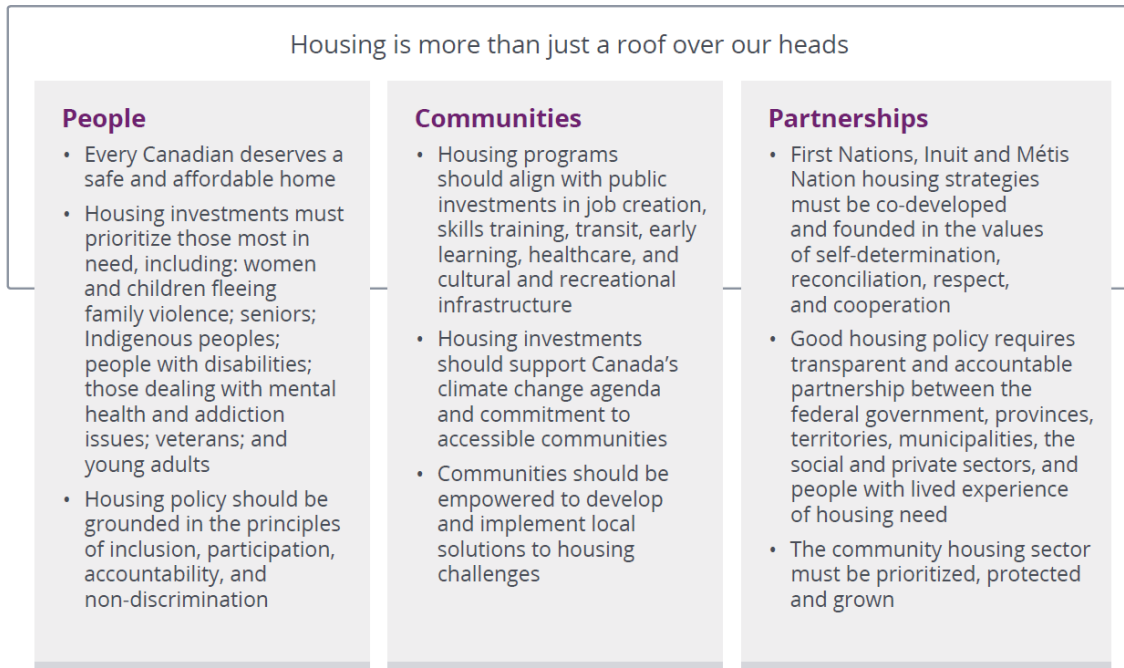 Housing is more than just a roof over our heads
People
• Every Canadian deserves a
safe and affordable home
• Housing investments must
prioritize those most in
need, including: women
and children fleeing
family violence; seniors;
Indigenous peoples;
people with disabilities;
those dealing with mental
health and addiction
issues; veterans; and
young adults
• Housing policy should be
grounded in the principles
of inclusion, participation,
accountability, and
non-discrimination
Communities
• Housing programs
should align with public
investments in job creation,
skills training, transit, early
learning, healthcare, and
cultural and recreational
infrastructure
• Housing investments
should support Canada’s
climate change agenda
and commitment to
accessible communities
• Communities should be
empowered to develop
and implement local
solutions to housing
challenges
Partnerships
• First Nations, Inuit and Métis
Nation housing strategies
must be co-developed
and founded in the values
of self-determination,
reconciliation, respect,
and cooperation
• Good housing policy requires
transparent and accountable
partnership between the
federal government, provinces,
territories, municipalities, the
social and private sectors, and
people with lived experience
of housing need
• The community housing sector
must be prioritized, protected
and grown